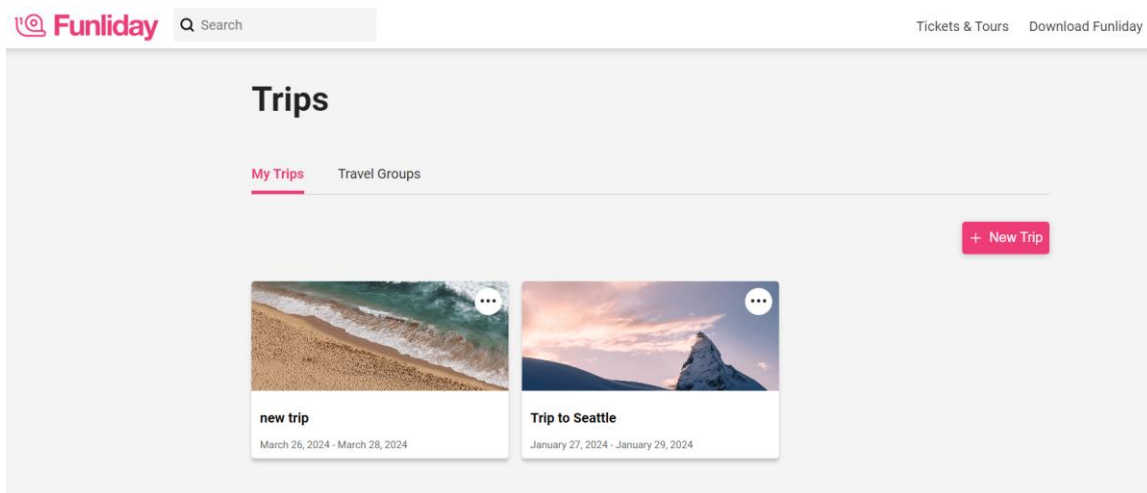 Funliday Search Tickets & Tours Download Funliday
Trips
My Trips Travel Groups
+ New Trip
new trip Trip to Seattle
March 26, 2024 - March 28, 2024 January 27, 2024 - January 29, 2024